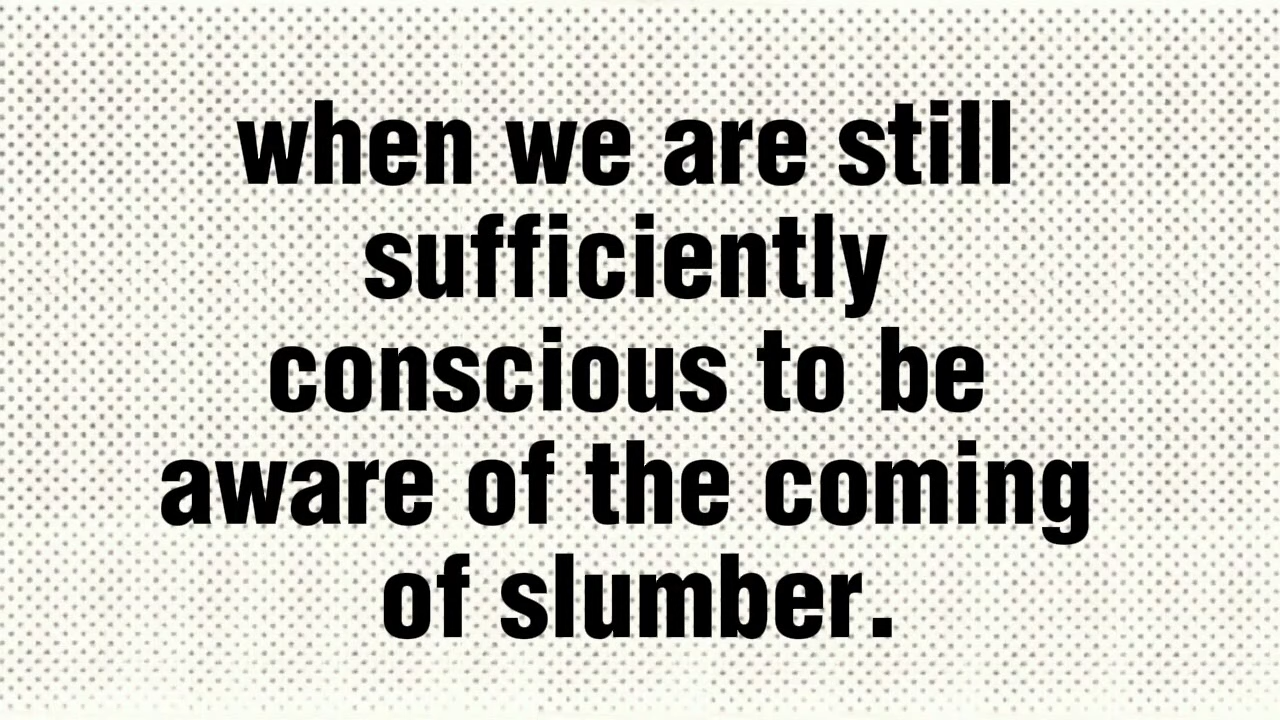 when we are still
sufficiently
conscious to be
aware of the coming
of slumber.